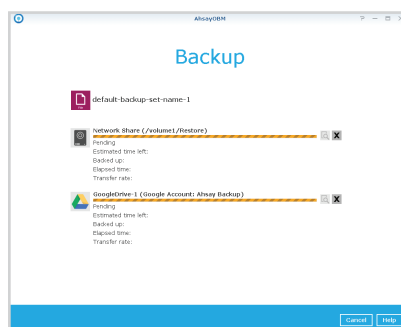 AhsayOBM
Backup
default-backup-set-name-1
Network Share (/volume1/Restore)
Pending
Estimated time left:
Backed up:
Elapsed time:
Transfer rate:
GoogleDrive-1 (Google Account: Ahsay Backup)
Pending
Estimated time left:
Backed up:
Elapsed time:
Transfer rate:
Cancel Help